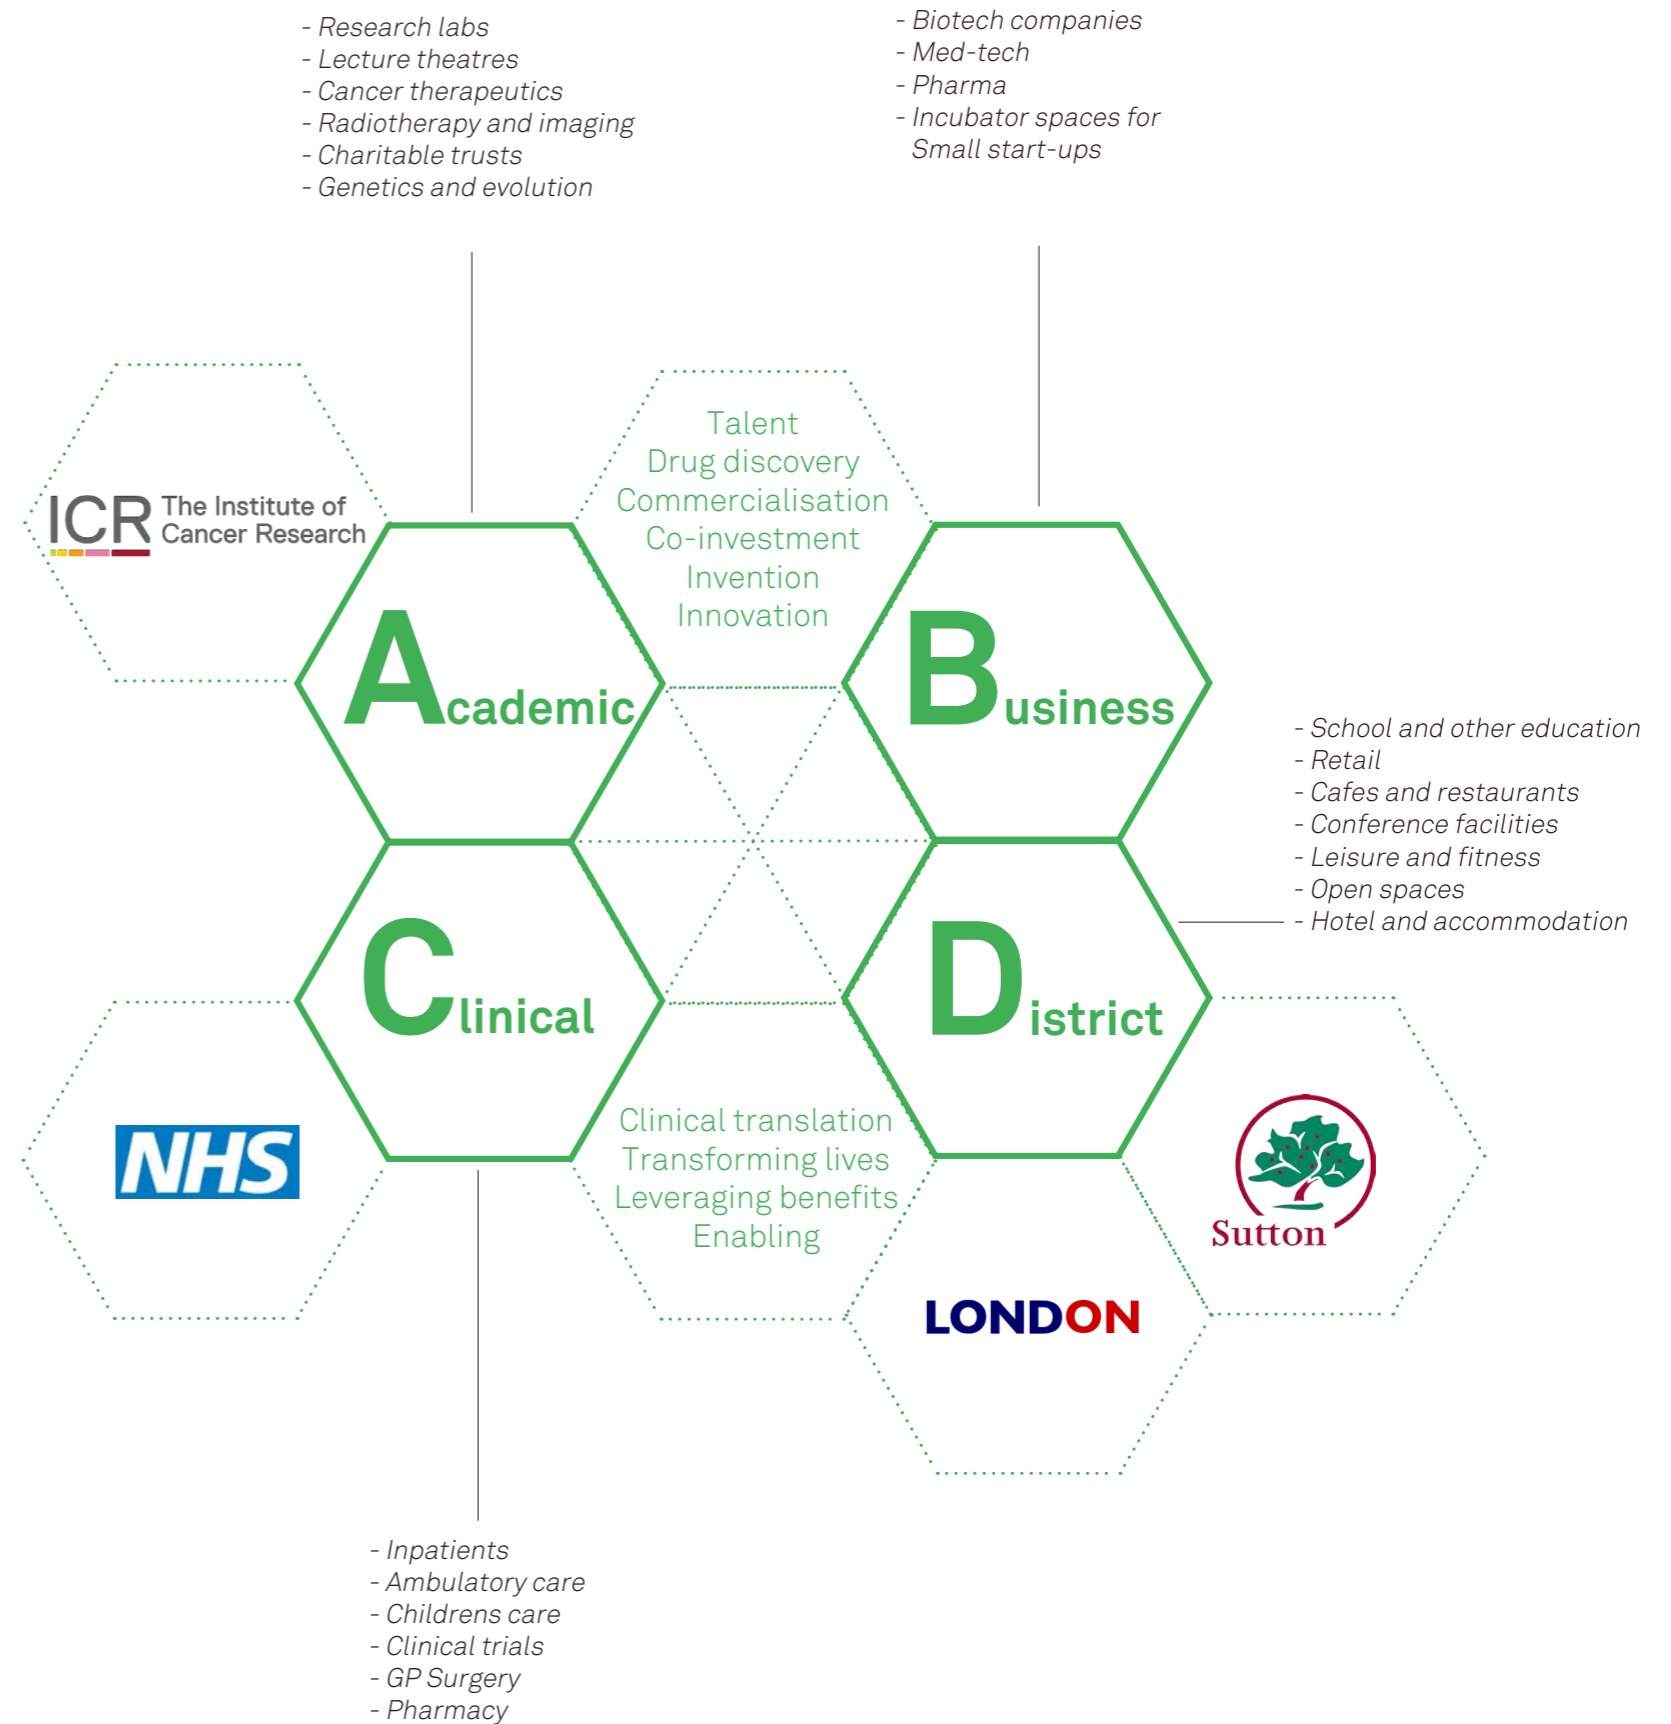 - Research labs
- Lecture theatres
- Cancer therapeutics
- Radiotherapy and imaging
- Charitable trusts
- Genetics and evolution
- Biotech companies
- Med-tech
- Pharma
- Incubator spaces for
Small start-ups
ICR The Institute of
Cancer Research
Talent
Drug discovery
Commercialisation
Co-investment
Invention
Innovation
Academic
Business
- School and other education
- Retail
- Cafes and restaurants
- Conference facilities
- Leisure and fitness
- Open spaces
- Hotel and accommodation
Clinical
District
NHS
Clinical translation
Transforming lives
Leveraging benefits
Enabling
Sutton
LONDON
- Inpatients
- Ambulatory care
- Childrens care
- Clinical trials
- GP Surgery
- Pharmacy